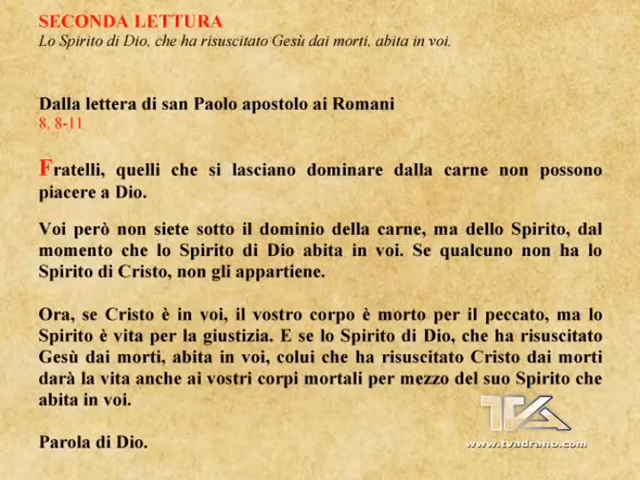 SECONDA LETTURA
Lo Spirito di Dio, che ha risuscitato Gesù dai morti, abita in voi.
Dalla lettera di san Paolo apostolo ai Romani
8, 8-11
Fratelli, quelli che si lasciano dominare dalla carne non possono
piacere a Dio.
Voi però non siete sotto il dominio della carne, ma dello Spirito, dal
momento che lo Spirito di Dio abita in voi. Se qualcuno non ha lo
Spirito di Cristo, non gli appartiene.
Ora, se Cristo è in voi, il vostro corpo è morto per il peccato, ma lo
Spirito è vita per la giustizia. E se lo Spirito di Dio, che ha risuscitato
Gesù dai morti, abita in voi, colui che ha risuscitato Cristo dai morti
darà la vita anche ai vostri corpi mortali per mezzo del suo Spirito che
abita in voi.
Parola di Dio.
TVA
www.tvadrano.com